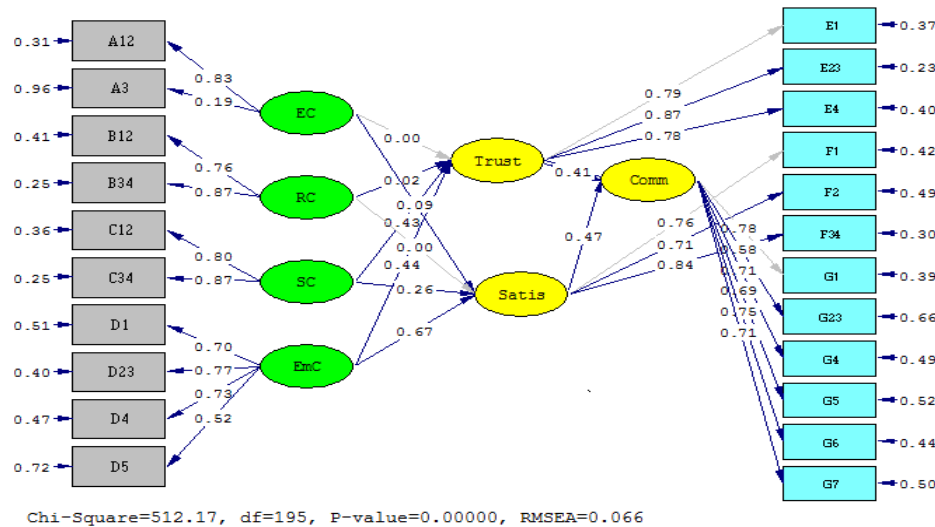 0.31 A12
0.96 A3
0.41 B12
0.25 B34
0.36 C12
0.25 C34
0.51 D1
0.40 D23
0.47 D4
0.72 D5
0.83
0.19
0.76
0.87
0.80
0.87
0.70
0.77
0.73
0.52
EC
RC
SC
EmC
0.00
0.02
0.09
0.43
0.00
0.44
0.26
0.67
Trust
Satis
0.41
0.47
Comm
0.79
0.87
0.78
0.76
0.71
0.84
0.78
0.58
0.71
0.69
0.75
0.71
E1 0.37
E23 0.23
E4 0.40
F1 0.42
F2 0.49
F34 0.30
G1 0.39
G23 0.66
G4 0.49
G5 0.52
G6 0.44
G7 0.50
Chi-Square=512.17, df=195, P-value=0.00000, RMSEA=0.066